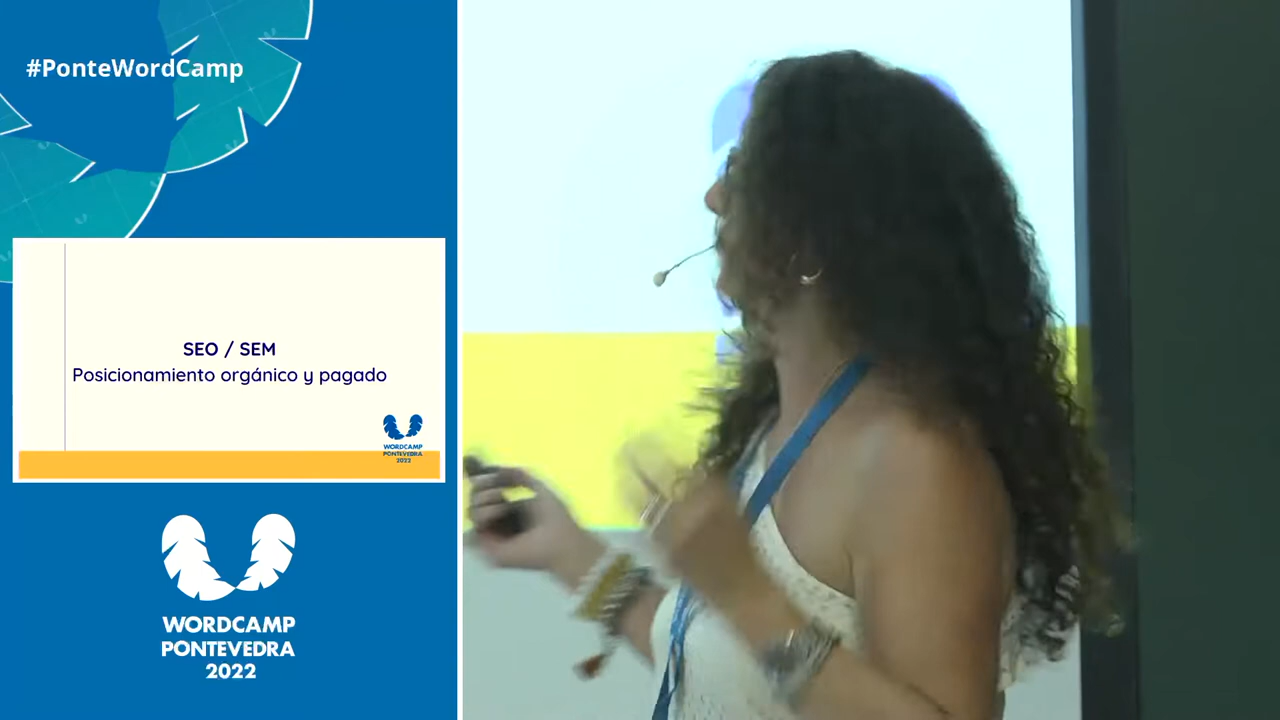 #PonteWordCamp
SEO / SEM
Posicionamiento orgánico y pagado
WORDCAMP
PONTEVEDRA
2022
WORDCAMP
PONTEVEDRA
2022